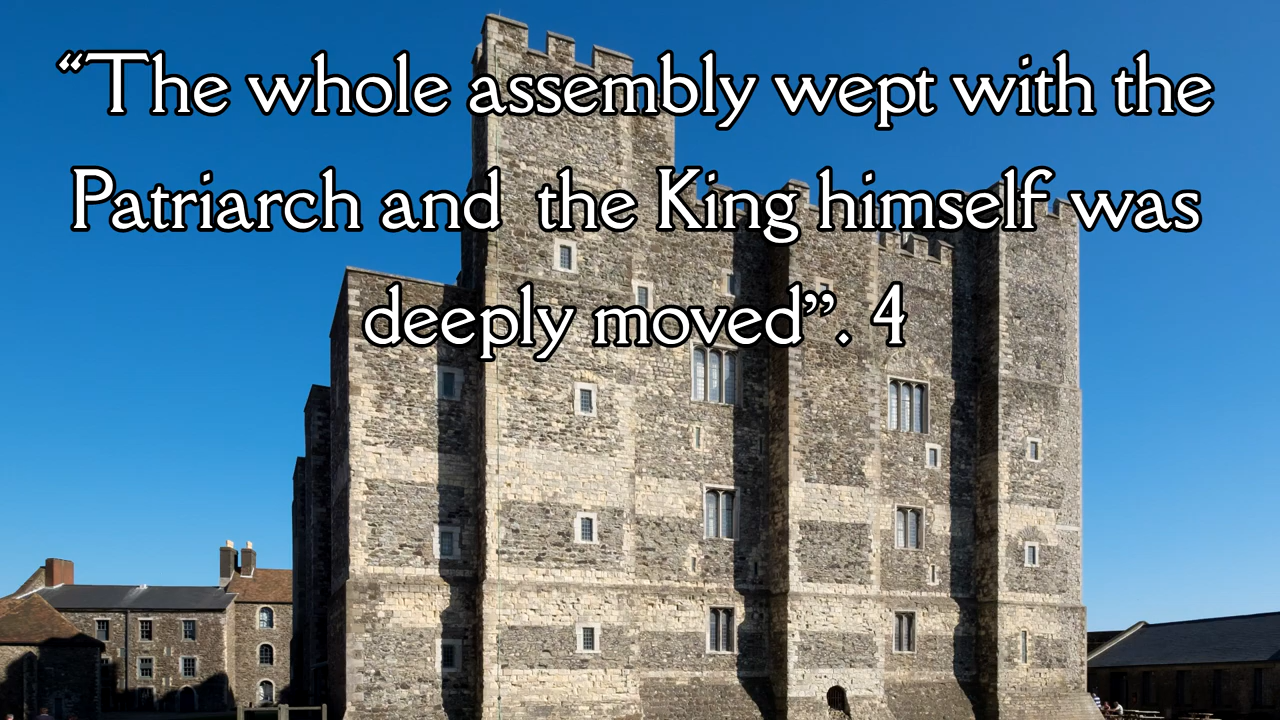 “The whole assembly wept with the
Patriarch and  the King himself was
deeply moved”. 4